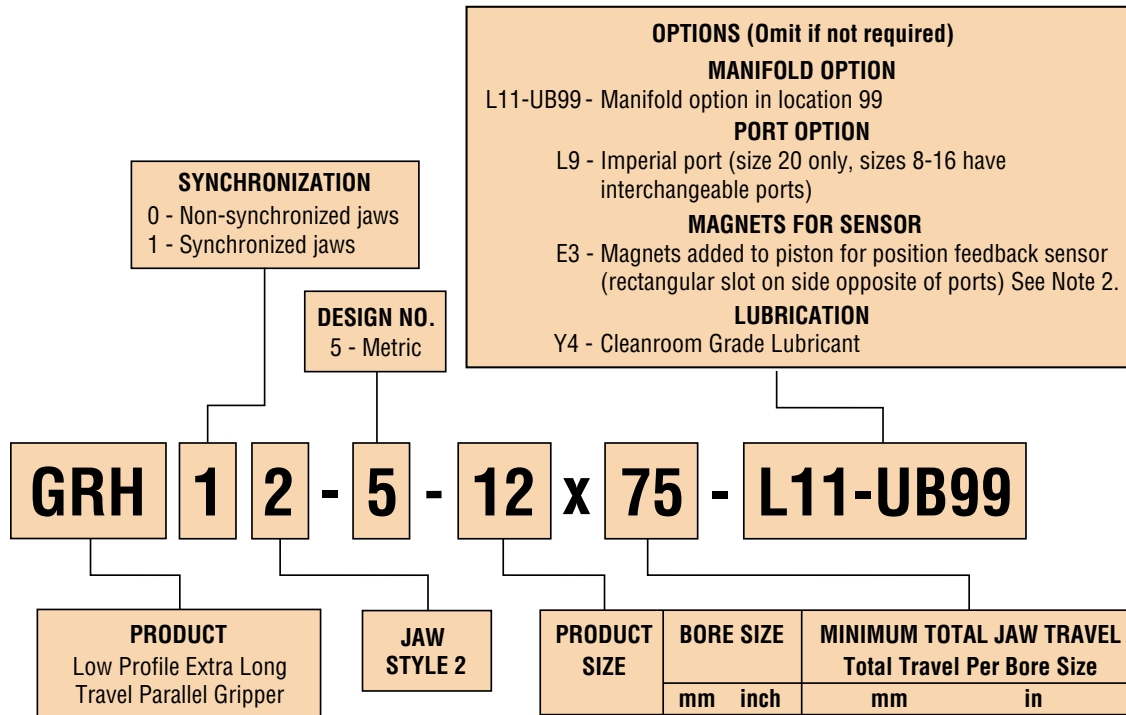 OPTIONS (Omit if not required)
MANIFOLD OPTION
L11-UB99 - Manifold option in location 99
PORT OPTION
L9 - Imperial port (size 20 only, sizes 8-16 have
interchangeable ports)
MAGNETS FOR SENSOR
E3 - Magnets added to piston for position feedback sensor
(rectangular slot on side opposite of ports) See Note 2.
LUBRICATION
Y4 - Cleanroom Grade Lubricant
SYNCHRONIZATION
0 - Non-synchronized jaws
1 - Synchronized jaws
DESIGN NO.
5 - Metric
GRH 1 2 - 5 - 12 x 75 - L11-UB99
PRODUCT
Low Profile Extra Long
Travel Parallel Gripper
JAW
STYLE 2
PRODUCT
SIZE
BORE SIZE
mm inch
MINIMUM TOTAL JAW TRAVEL
Total Travel Per Bore Size
mm in